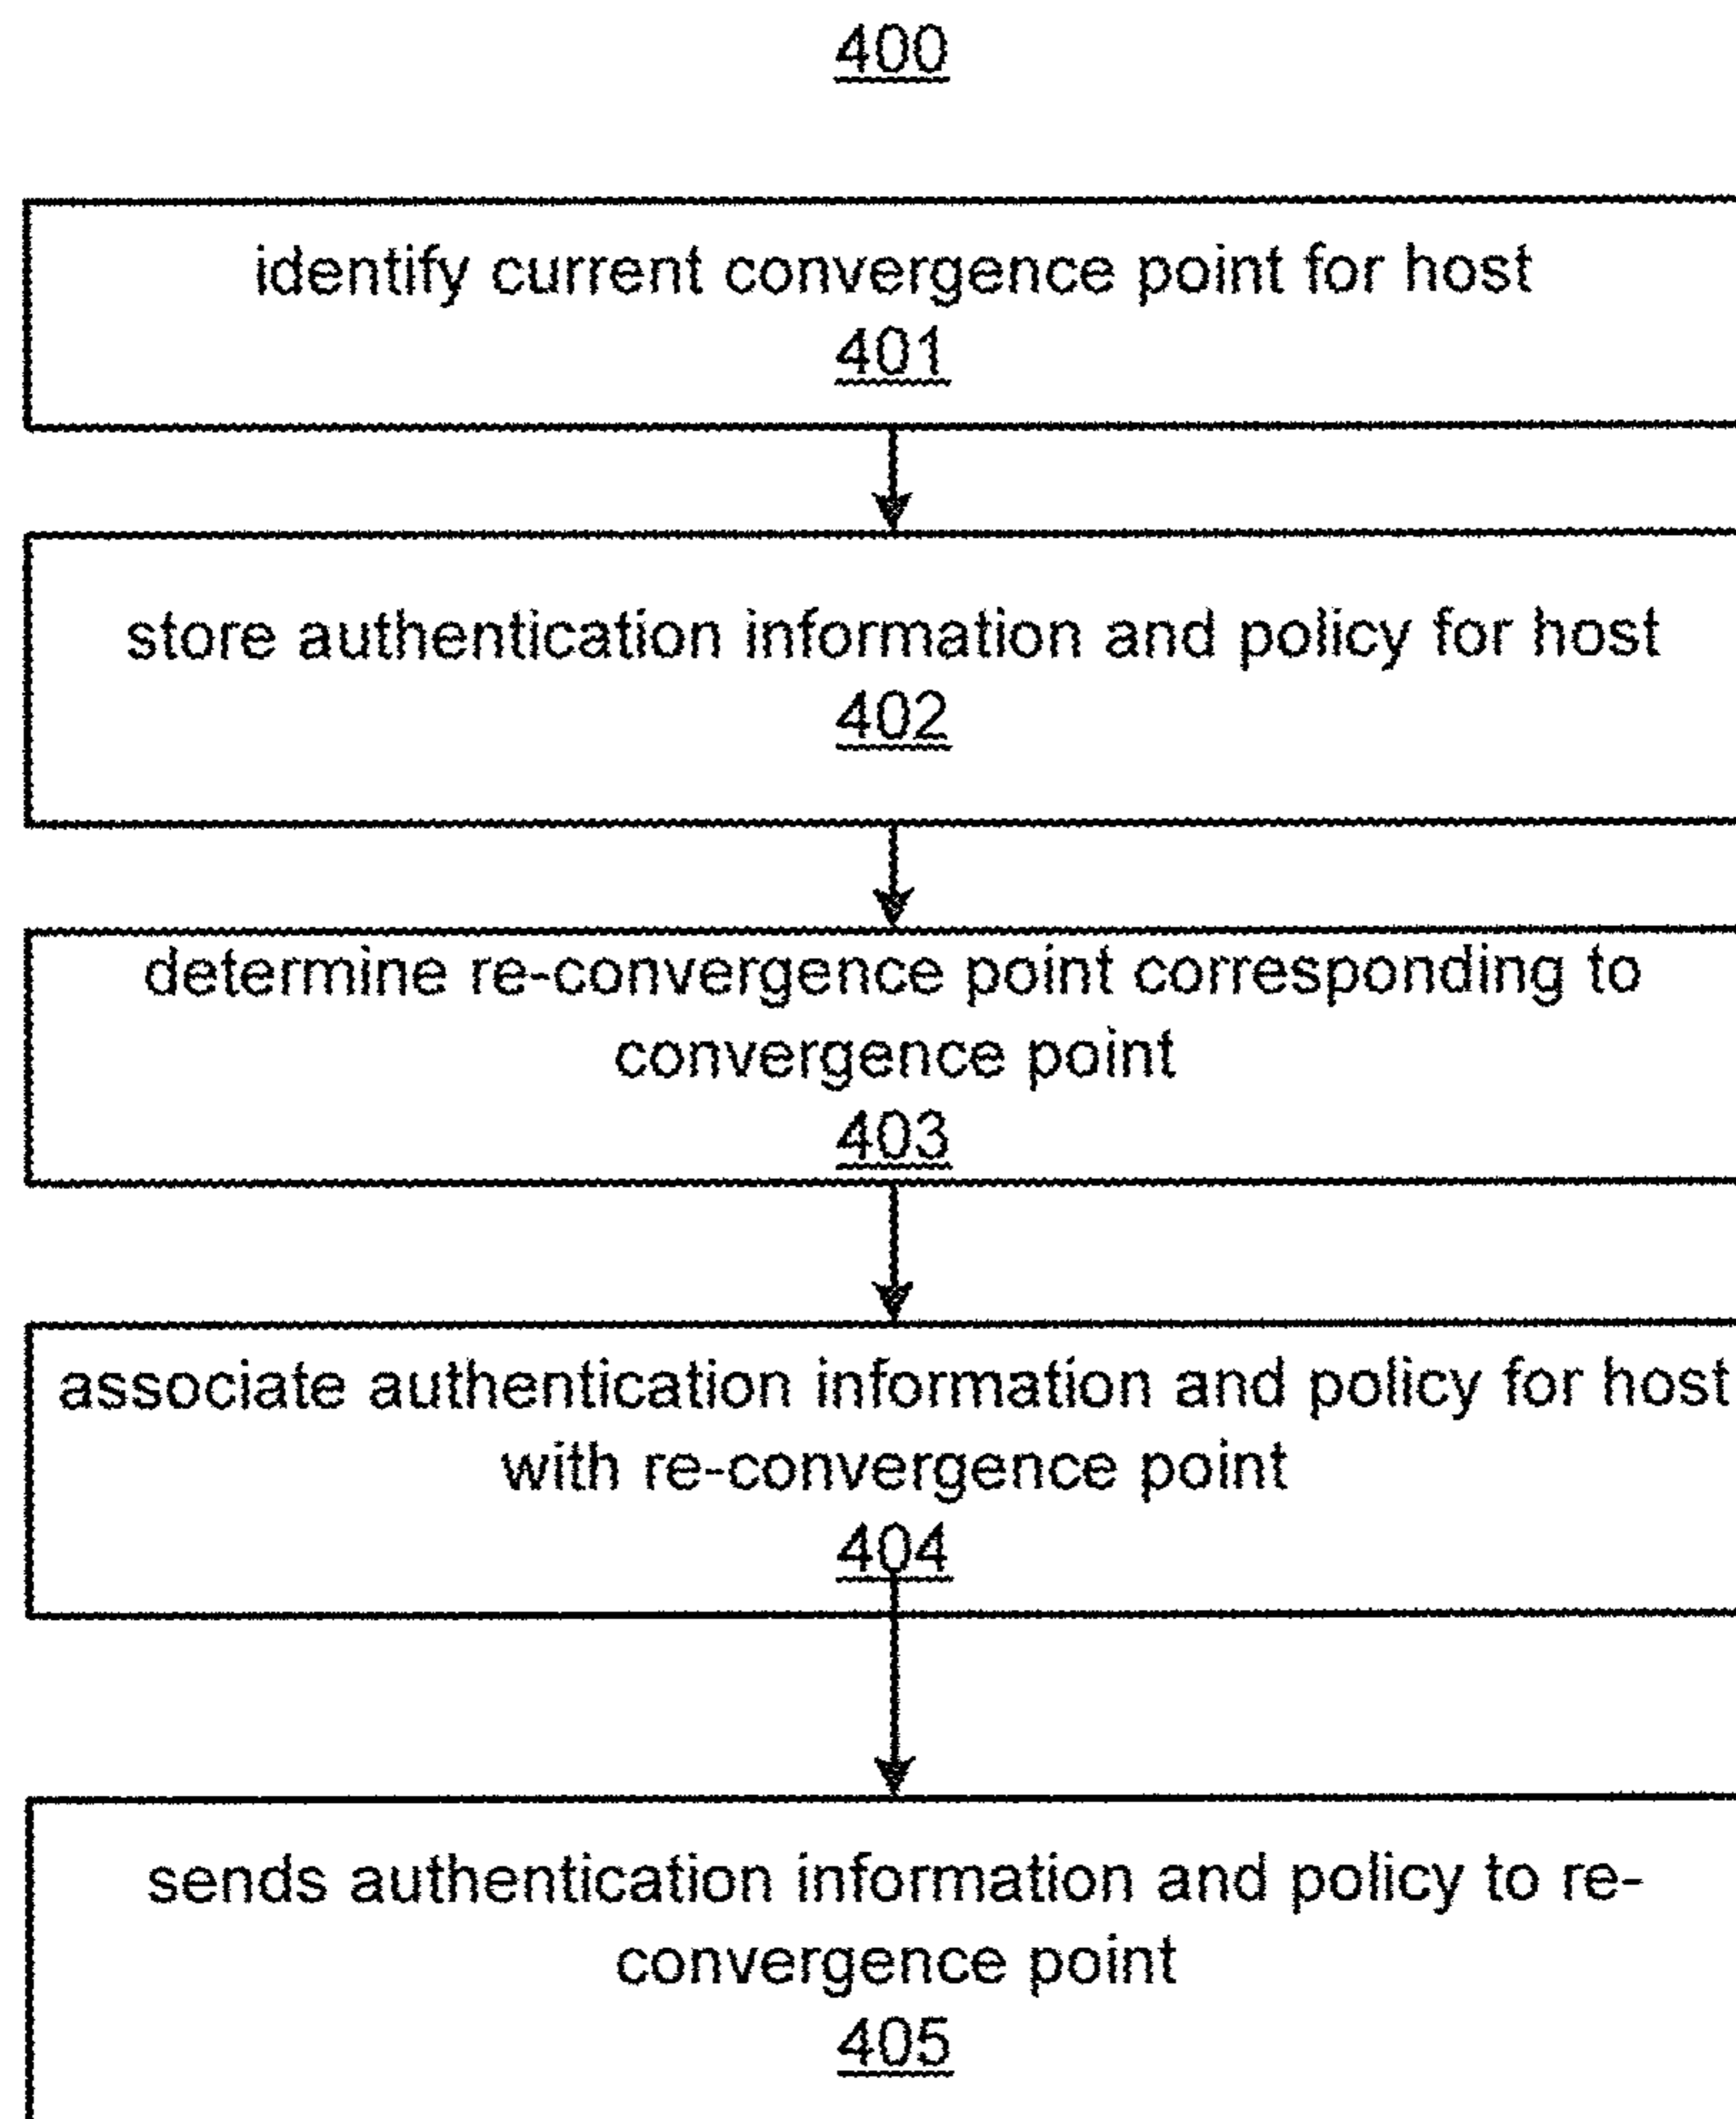 400
identify current convergence point for host
401
store authentication information and policy for host
402
determine re-convergence point corresponding to
convergence point
403
associate authentication information and policy for host
with re-convergence point
404
sends authentication information and policy to re-
convergence point
405